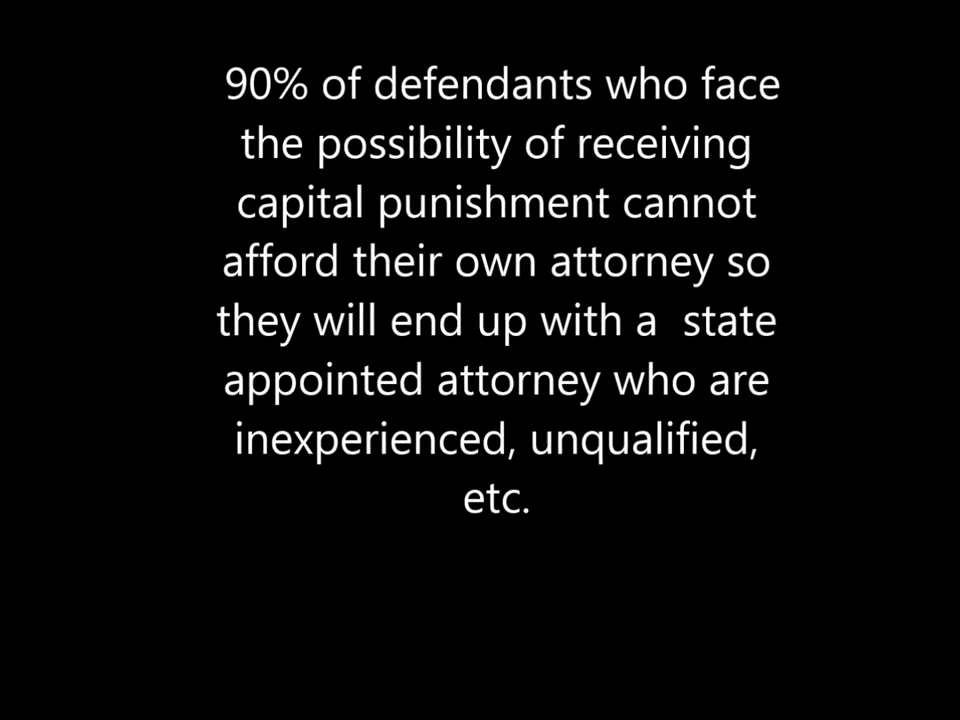 90% of defendants who face
the possibility of receiving
capital punishment cannot
afford their own attorney so
they will end up with a  state
appointed attorney who are
inexperienced, unqualified,
etc.